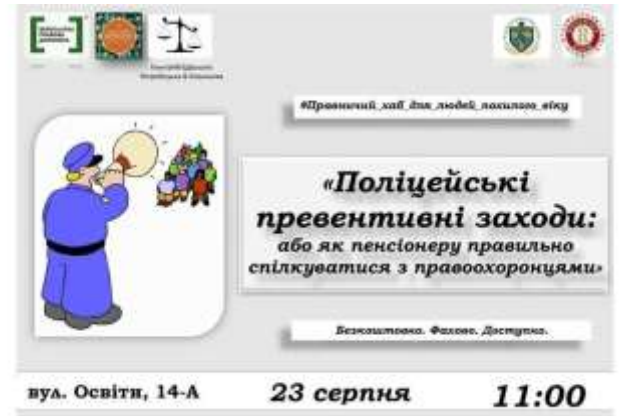 #Правничий_хаб_для_людей_похилого_віку
«Поліцейські
превентивні заходи:
або як пенсіонеру правильно
спілкуватися з правоохоронцями»
Безкоштовно. Фахово. Доступно.
вул. Освіти, 14-А
23 серпня
11:00